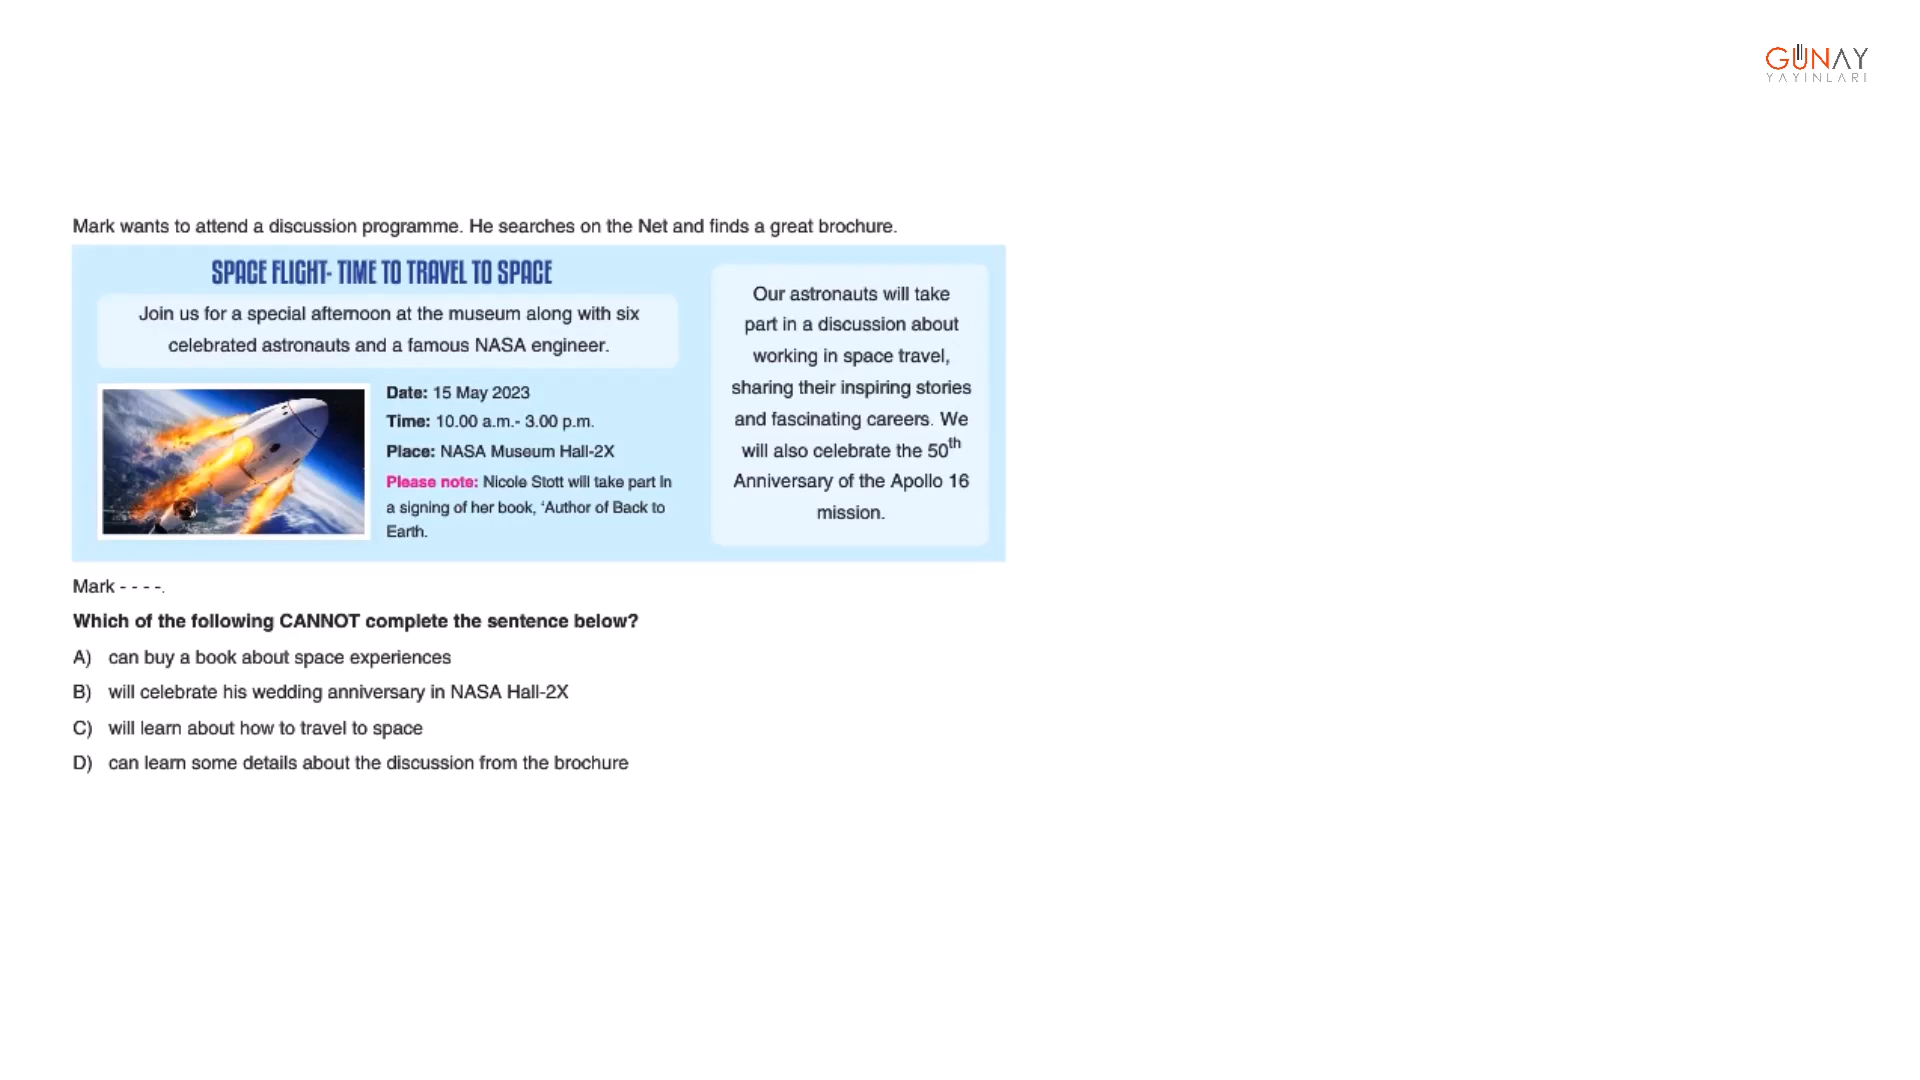 GÜNAY
YAYINLARI
Mark wants to attend a discussion programme. He searches on the Net and finds a great brochure.
SPACE FLIGHT- TIME TO TRAVEL TO SPACE
Join us for a special afternoon at the museum along with six
celebrated astronauts and a famous NASA engineer.
Date: 15 May 2023
Time: 10.00 a.m.- 3.00 p.m.
Place: NASA Museum Hall-2X
Please note: Nicole Stott will take part in
a signing of her book, ‘Author of Back to
Earth.
Our astronauts will take
part in a discussion about
working in space travel,
sharing their inspiring stories
and fascinating careers. We
will also celebrate the 50th
Anniversary of the Apollo 16
mission.
Mark - - - -.
Which of the following CANNOT complete the sentence below?
A) can buy a book about space experiences
B) will celebrate his wedding anniversary in NASA Hall-2X
C) will learn about how to travel to space
D) can learn some details about the discussion from the brochure